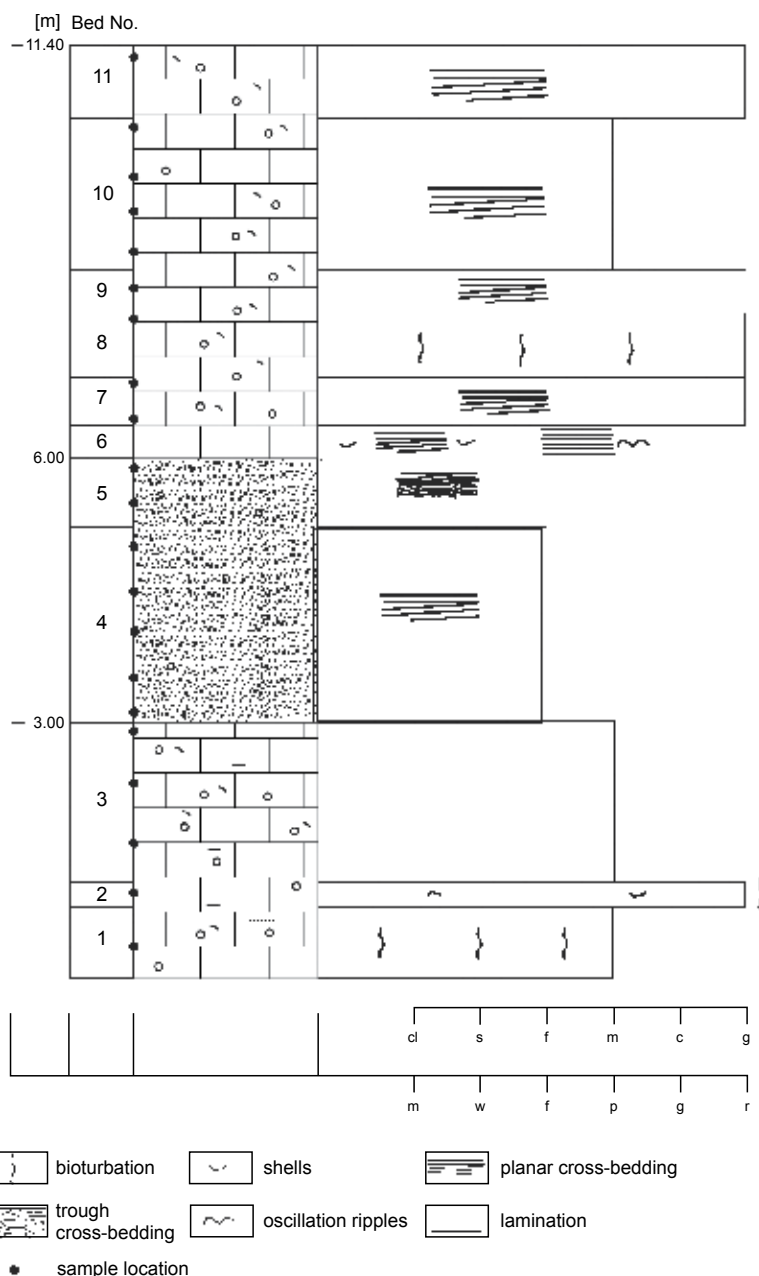 [m] Bed No.
11.40
11
10
9
8
7
6
6.00
5
4
3.00
3
2
1
cl s f m c g
m w f p g r
bioturbation shells planar cross-bedding
trough cross-bedding oscillation ripples lamination
sample location